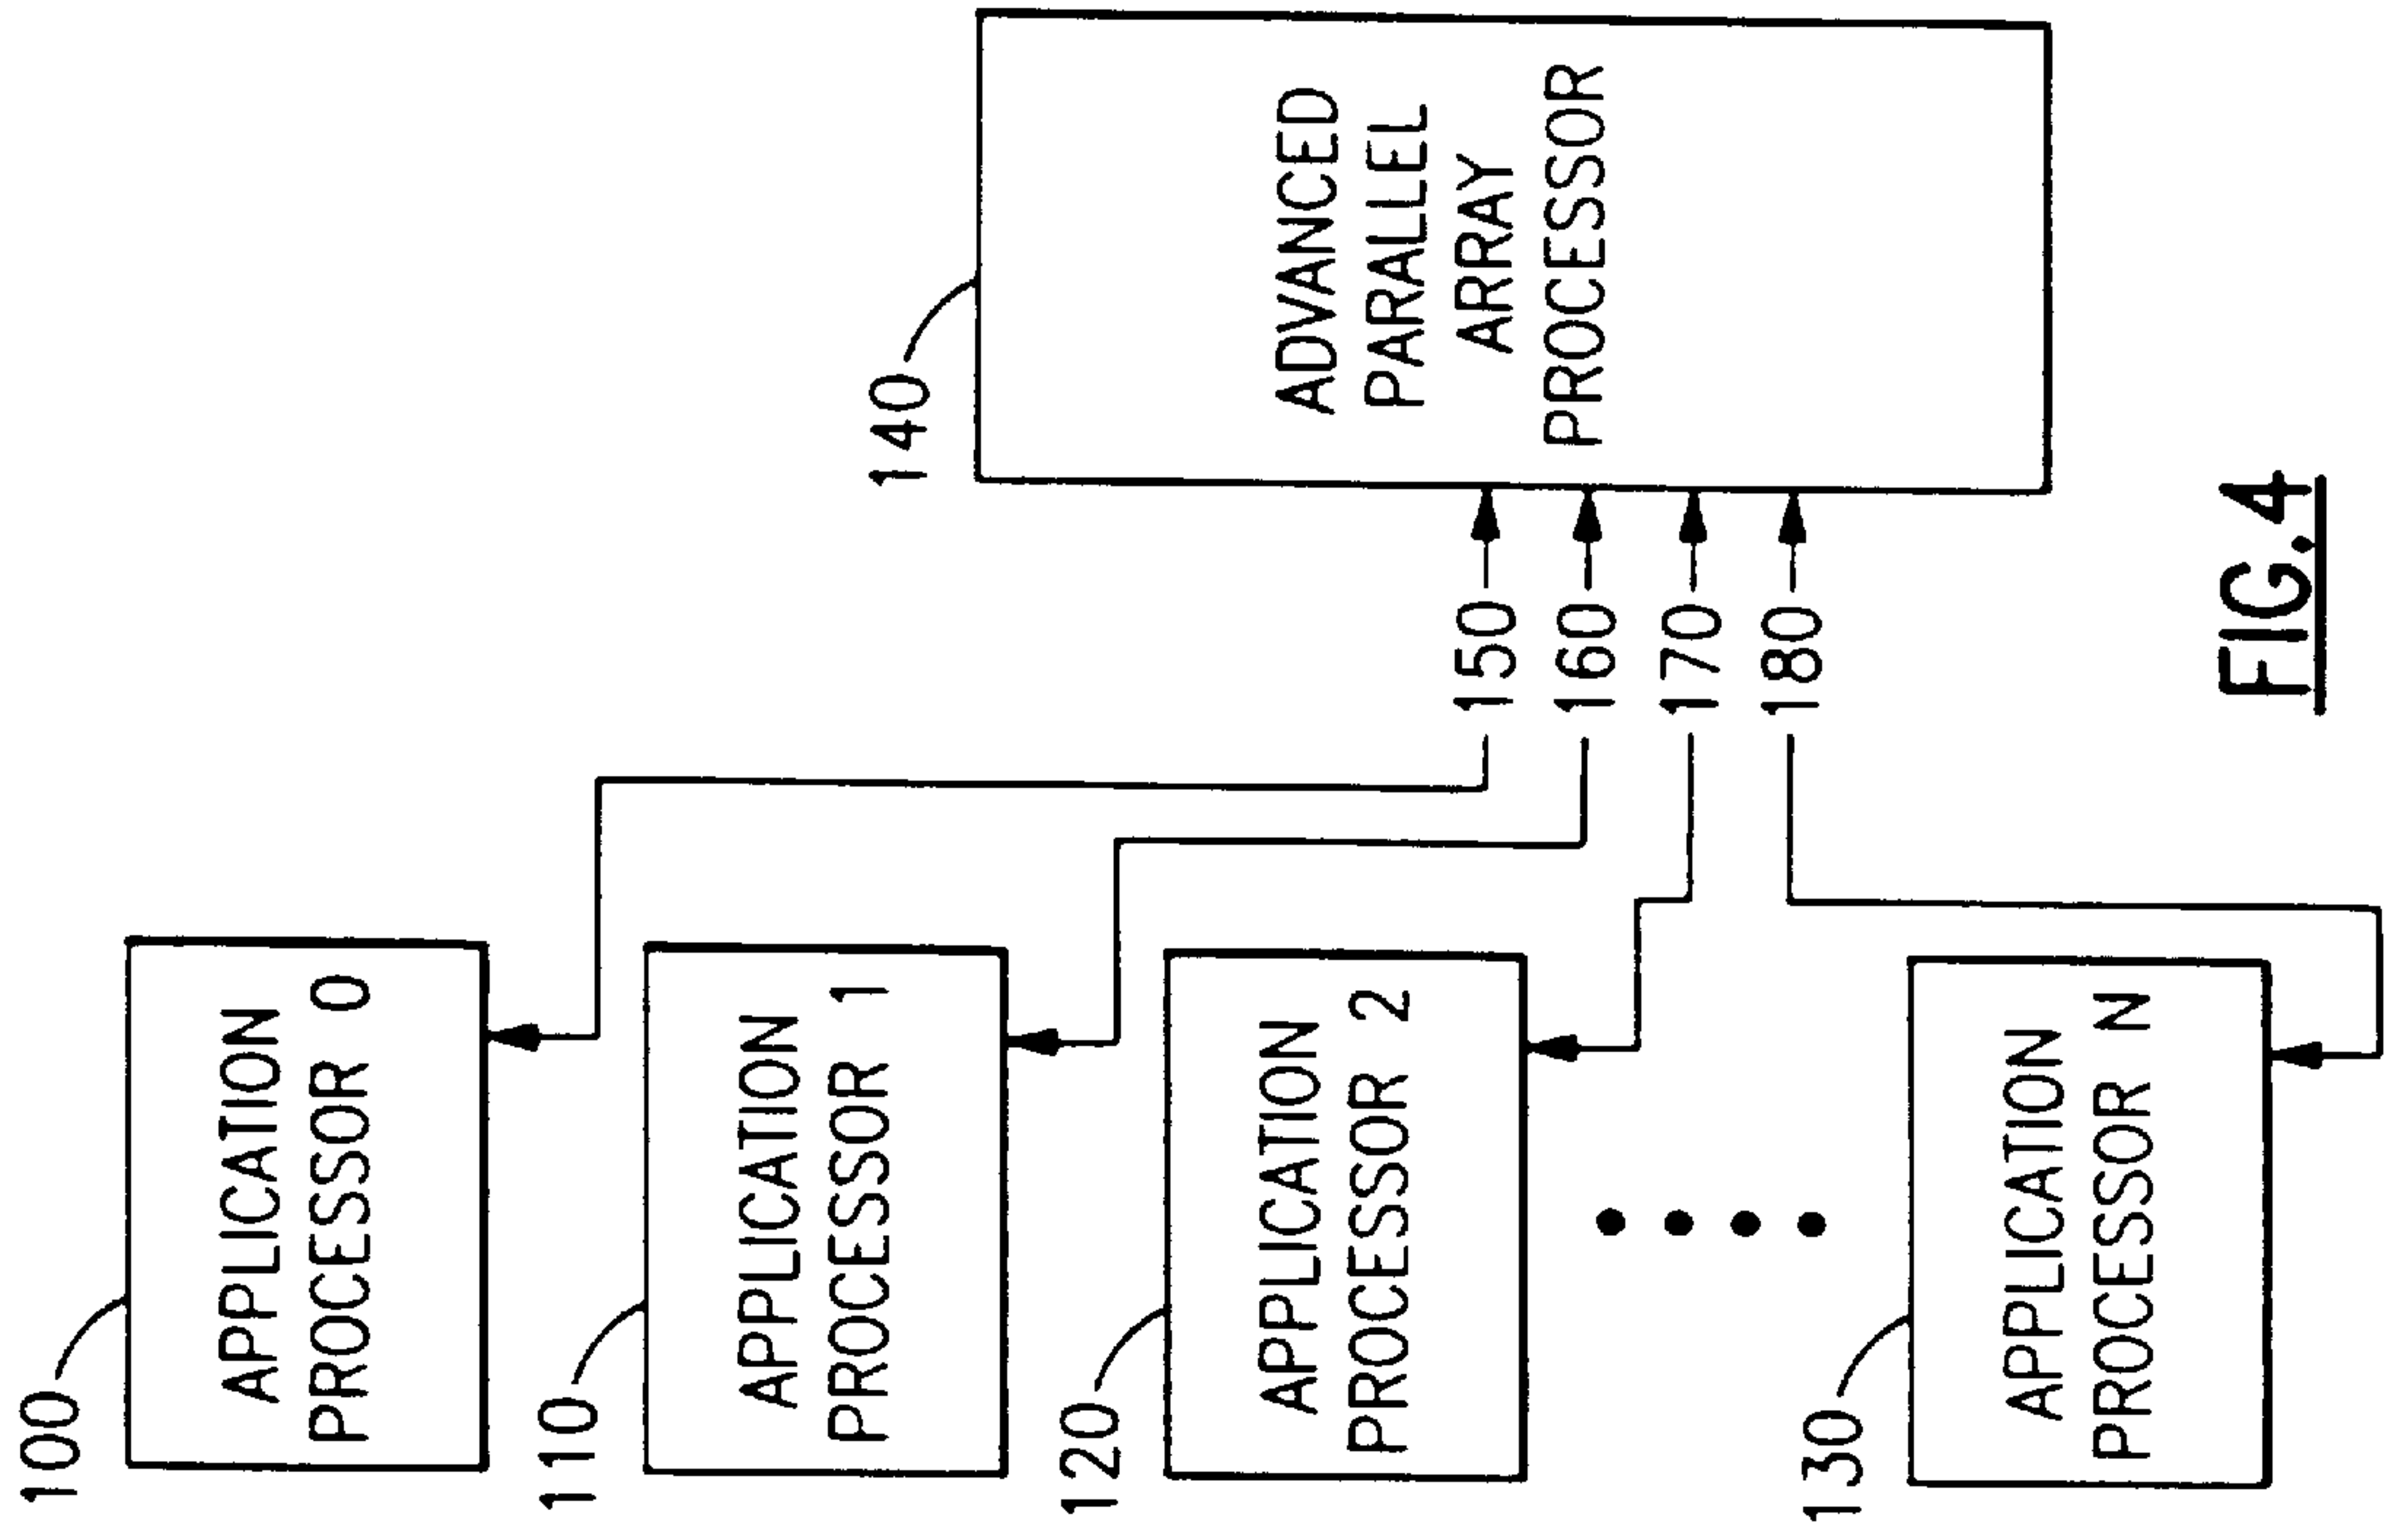 100
APPLICATION
PROCESSOR 0
110
APPLICATION
PROCESSOR 1
120
APPLICATION
PROCESSOR 2
130
APPLICATION
PROCESSOR N
150
160
170
180
140
ADVANCED
PARALLEL
ARRAY
PROCESSOR
FIG.4